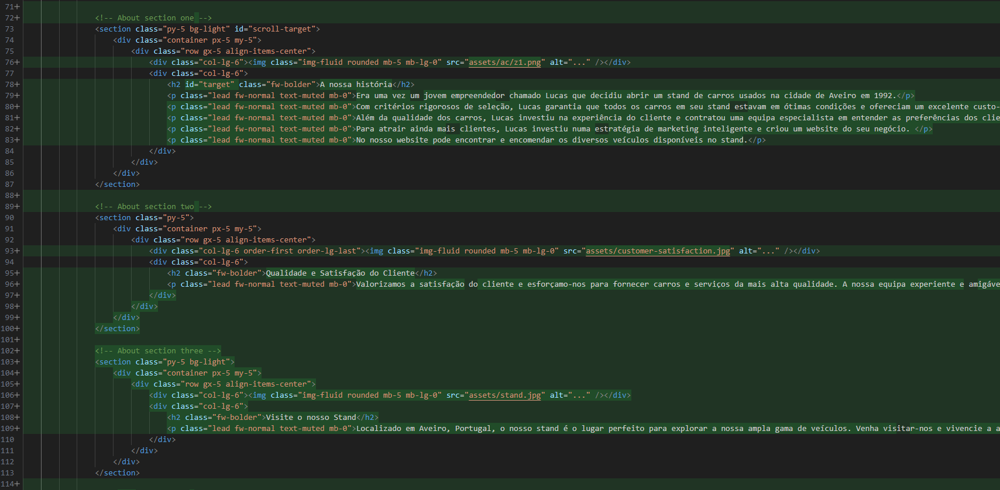 71+
72+ <!-- About section one -->
73 <section class="py-5 bg-light" id="scroll-target">
74 <div class="container px-5 my-5">
75 <div class="row gx-5 align-items-center">
76+ <div class="col-lg-6"><img class="img-fluid rounded mb-5 mb-lg-0" src="assets/ac/z1.png" alt="..." /></div>
77 <div class="col-lg-6">
78+ <h2 id="target" class="fw-bolder">A nossa história</h2>
79+ <p class="lead fw-normal text-muted mb-0">Era uma vez um jovem empreendedor chamado Lucas que decidiu abrir um stand de carros usados na cidade de Aveiro em 1992.</p>
80+ <p class="lead fw-normal text-muted mb-0">Com critérios rigorosos de seleção, Lucas garantia que todos os carros em seu stand estavam em ótimas condições e ofereciam um excelente custo-
81+ <p class="lead fw-normal text-muted mb-0">Além da qualidade dos carros, Lucas investiu na experiência do cliente e contratou uma equipa especialista em entender as preferências dos clie
82+ <p class="lead fw-normal text-muted mb-0">Para atrair ainda mais clientes, Lucas investiu numa estratégia de marketing inteligente e criou um website do seu negócio. </p>
83+ <p class="lead fw-normal text-muted mb-0">No nosso website pode encontrar e encomendar os diversos veículos disponíveis no stand.</p>
84 </div>
85 </div>
86 </div>
87 </section>
88+
89+ <!-- About section two -->
90 <section class="py-5">
91 <div class="container px-5 my-5">
92 <div class="row gx-5 align-items-center">
93+ <div class="col-lg-6 order-first order-lg-last"><img class="img-fluid rounded mb-5 mb-lg-0" src="assets/customer-satisfaction.jpg" alt="..." /></div>
94 <div class="col-lg-6">
95+ <h2 class="fw-bolder">Qualidade e Satisfação do Cliente</h2>
96+ <p class="lead fw-normal text-muted mb-0">Valorizamos a satisfação do cliente e esforçamo-nos para fornecer carros e serviços da mais alta qualidade. A nossa equipa experiente e amigáve
97+ </div>
98+ </div>
99+ </div>
100+ </section>
101+
102+ <!-- About section three -->
103+ <section class="py-5 bg-light">
104+ <div class="container px-5 my-5">
105+ <div class="row gx-5 align-items-center">
106+ <div class="col-lg-6"><img class="img-fluid rounded mb-5 mb-lg-0" src="assets/stand.jpg" alt="..." /></div>
107+ <div class="col-lg-6">
108+ <h2 class="fw-bolder">Visite o nosso Stand</h2>
109+ <p class="lead fw-normal text-muted mb-0">Localizado em Aveiro, Portugal, o nosso stand é o lugar perfeito para explorar a nossa ampla gama de veículos. Venha visitar-nos e vivencie a a
110 </div>
111 </div>
112 </div>
113 </section>
114+